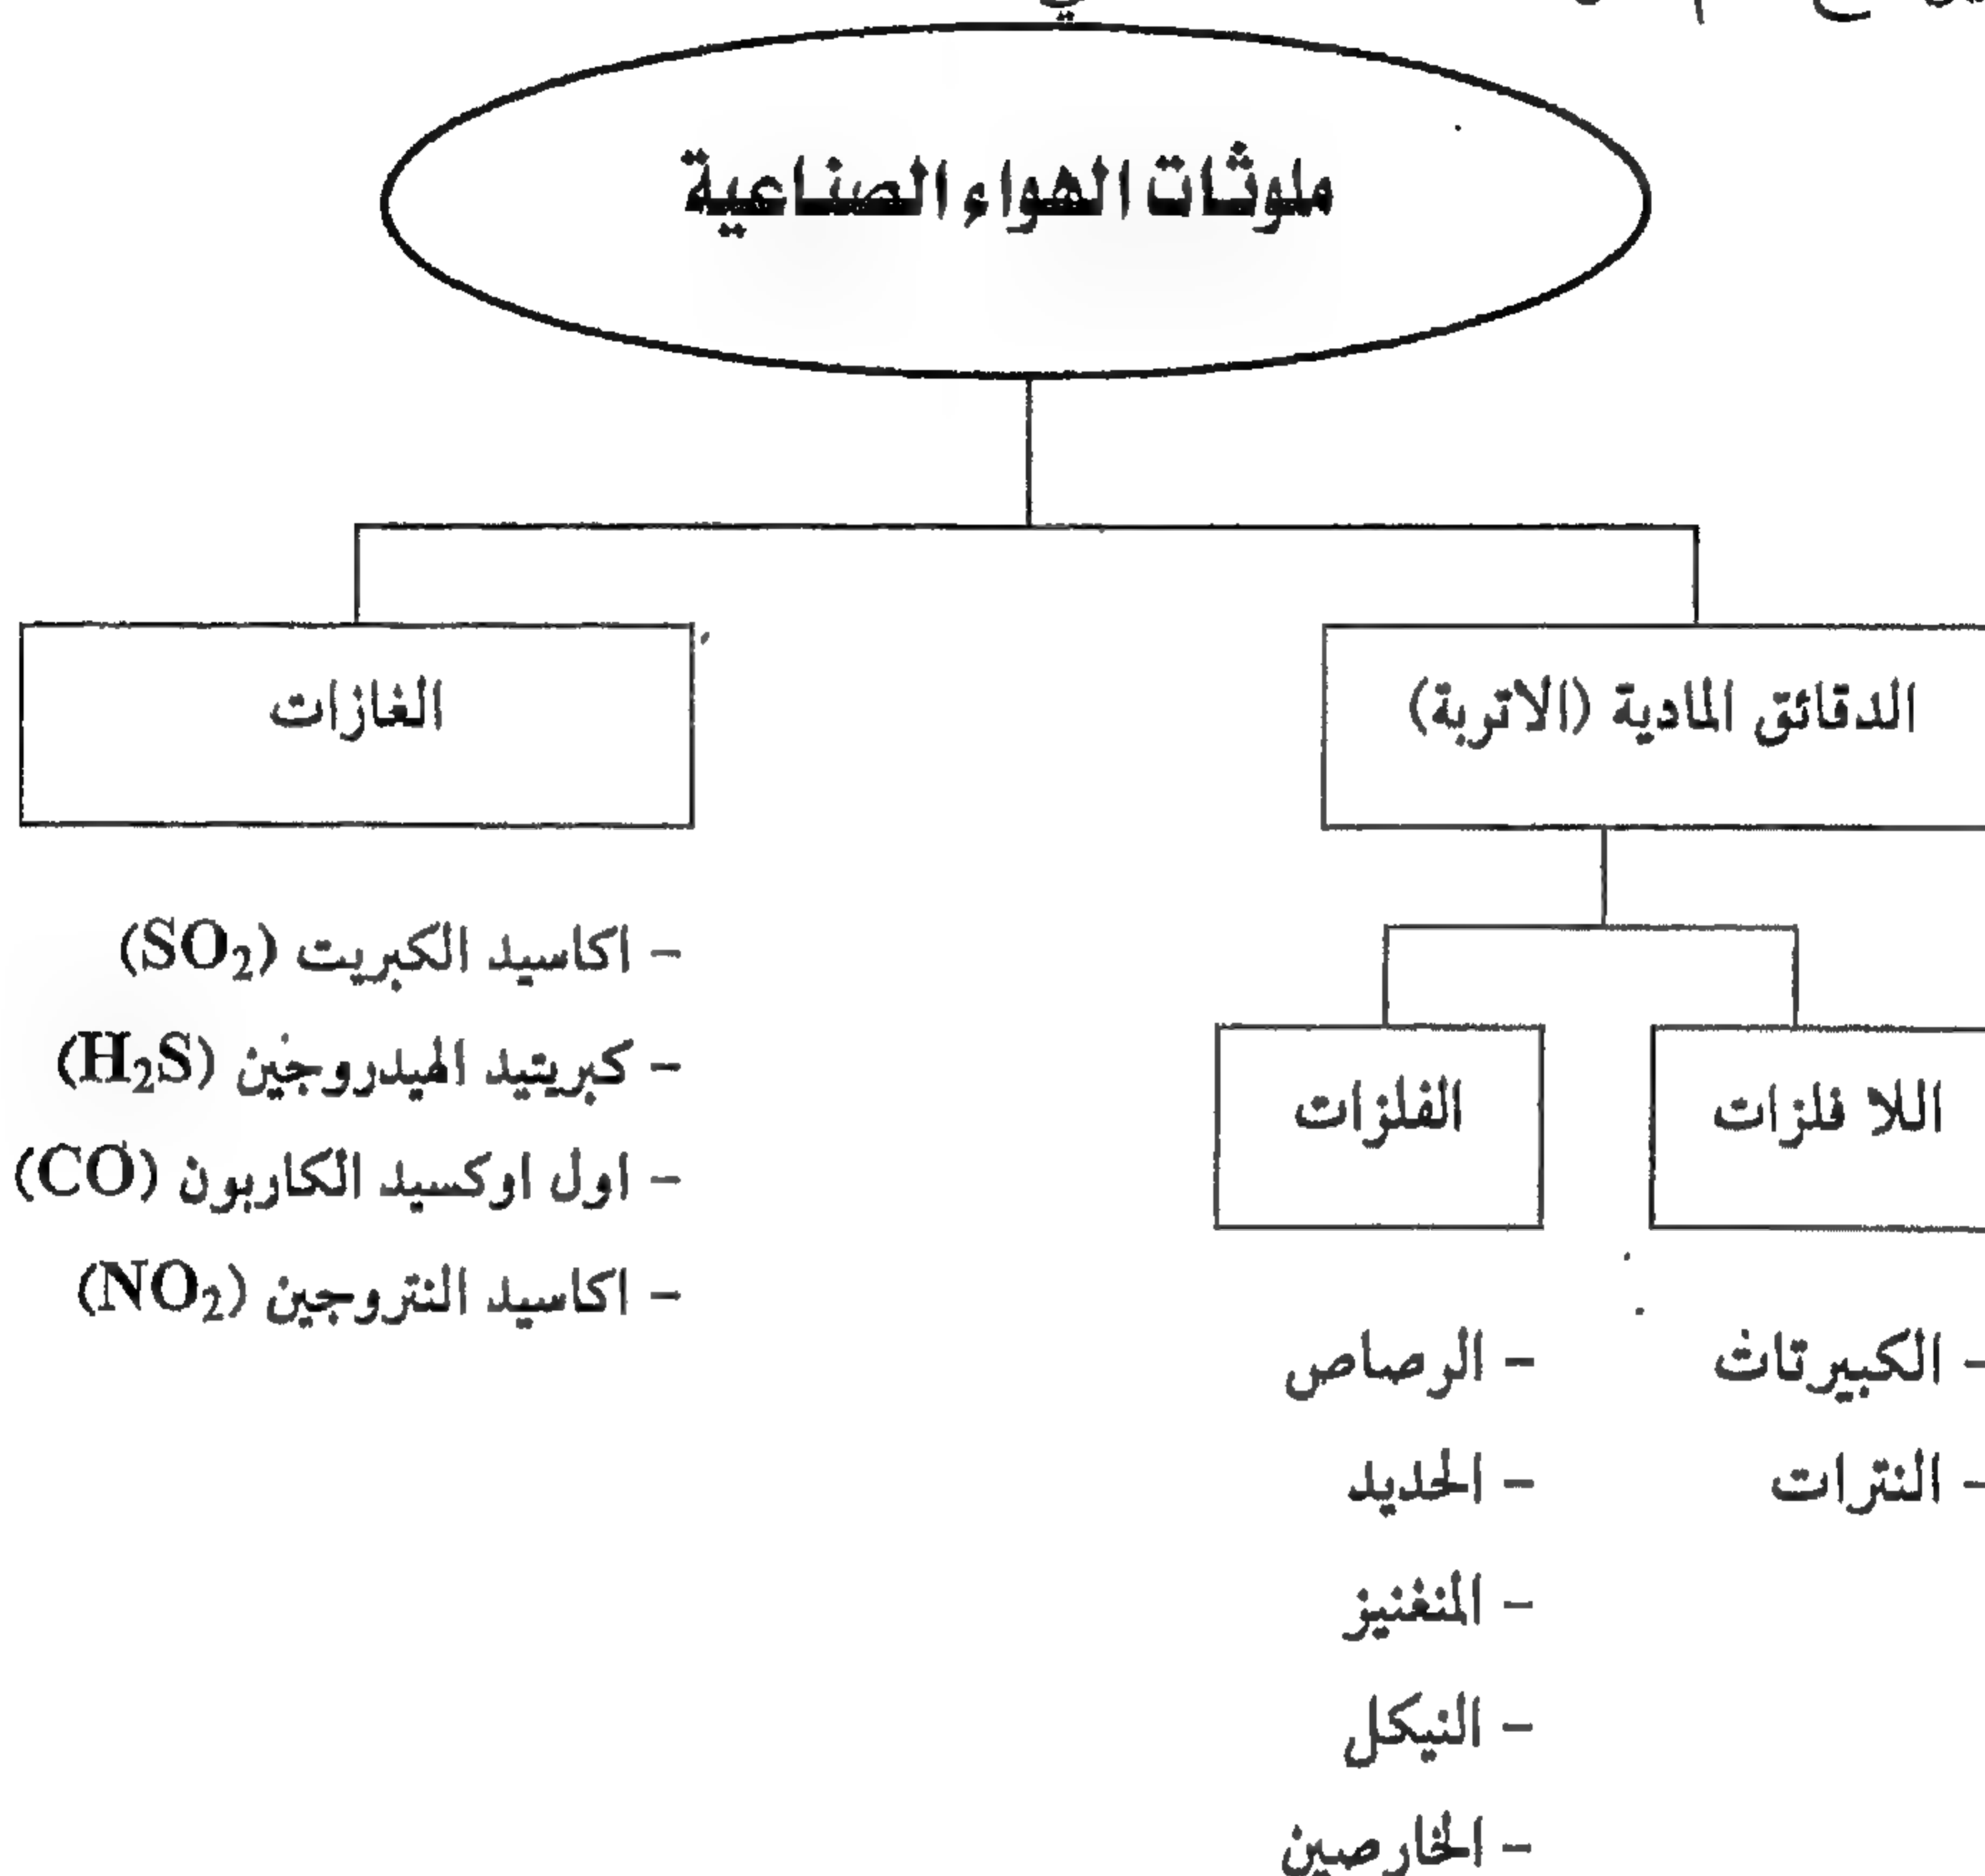 ملوثات الهواء الصناعية
الدقائق المادية (الاتربة)
الغازات
اللا فلزات
الفلزات
- الكبيرتات
- النترات
- الرصاص
- الحديد
- المنغنيز
- النيكل
- الخارصين
- اكاسيد الكبريت (SO₂)
- كبريتيد الهيدروجين (H₂S)
- اول اوكسيد الكاربون (CO)
- اكاسيد النتروجين (NO₂)